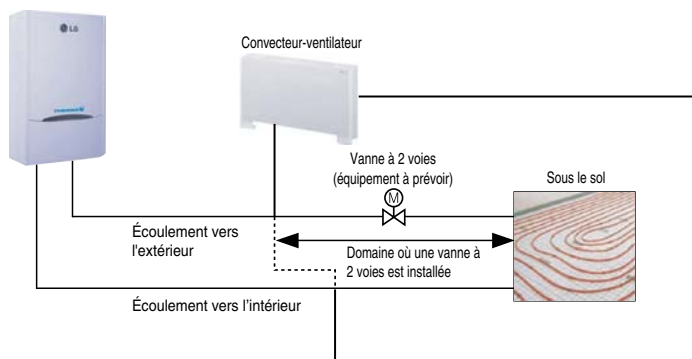 LG
Convecteur-ventilateur
Vanne à 2 voies
(équipement à prévoir)
M
Sous le sol
Écoulement vers
l'extérieur
Domaine où une vanne à
2 voies est installée
Écoulement vers l’intérieur